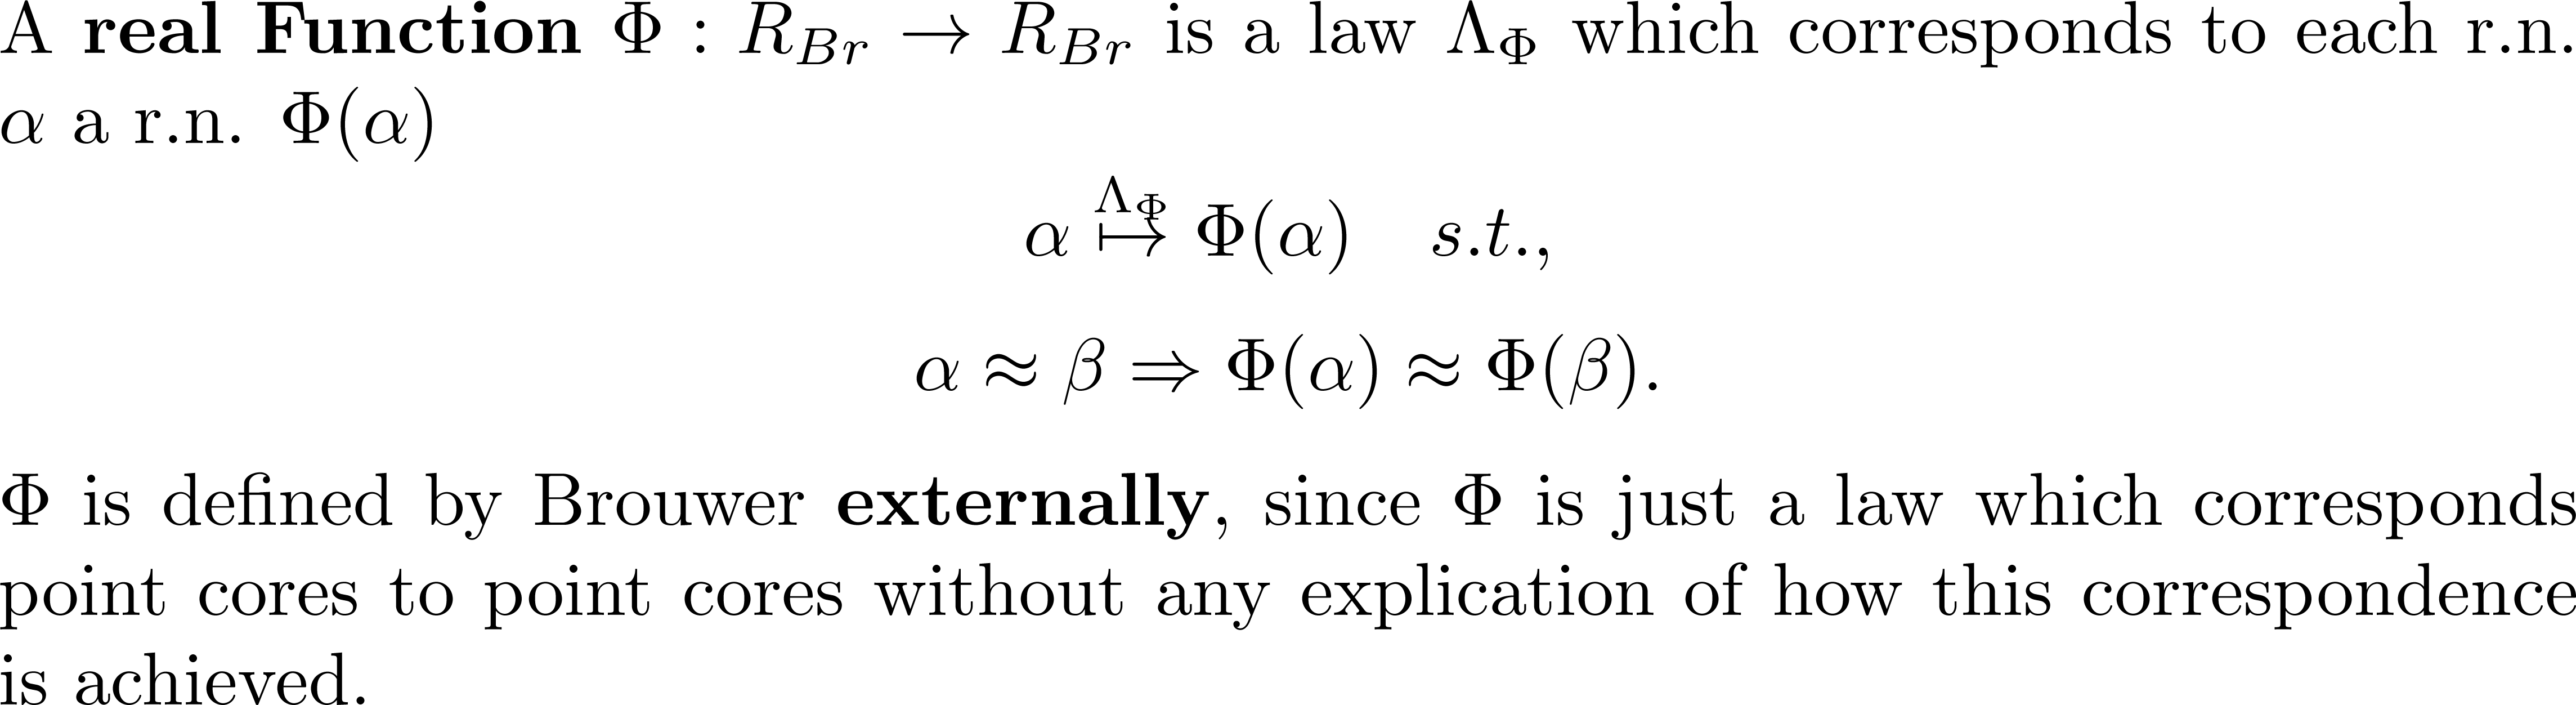 A real Function Φ : R_{Br} → R_{Br} is a law Λ_Φ which corresponds to each r.n.
α a r.n. Φ(α)
α \overset{Λ_Φ}{↦} Φ(α) s.t.,
α ≈ β ⇒ Φ(α) ≈ Φ(β).
Φ is defined by Brouwer externally, since Φ is just a law which corresponds
point cores to point cores without any explication of how this correspondence
is achieved.